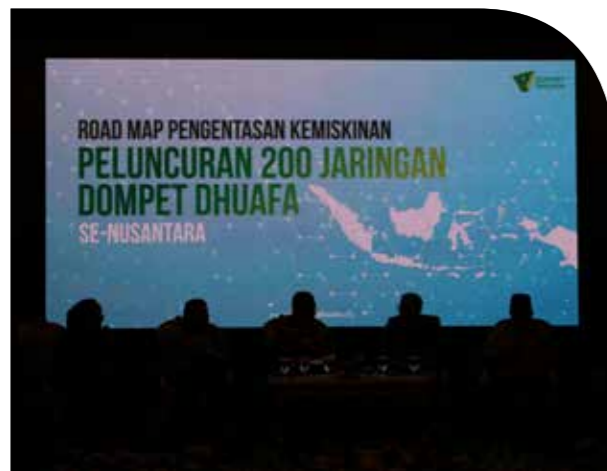 ROAD MAP PENGENTASAN KEMISKINAN
PELUNCURAN 200 JARINGAN
DOMPET DHUAFA
SE-NUSANTARA